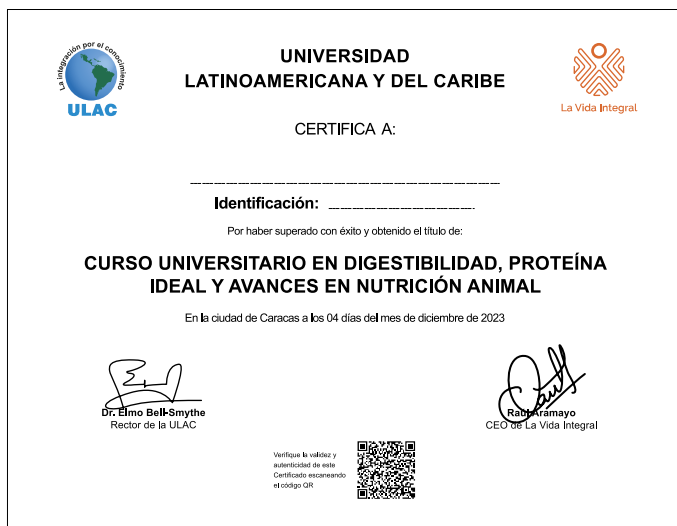 La integración por el conocimiento
ULAC
UNIVERSIDAD
LATINOAMERICANA Y DEL CARIBE
La Vida Integral
CERTIFICA A:
Identificación:
Por haber superado con éxito y obtenido el título de:
CURSO UNIVERSITARIO EN DIGESTIBILIDAD, PROTEÍNA
IDEAL Y AVANCES EN NUTRICIÓN ANIMAL
En la ciudad de Caracas a los 04 días del mes de diciembre de 2023
Dr. Elmo Bell-Smythe
Rector de la ULAC
Raúl Aramayo
CEO de La Vida Integral
Verifique la validez y
autenticidad de este
Certificado escaneando
el código QR